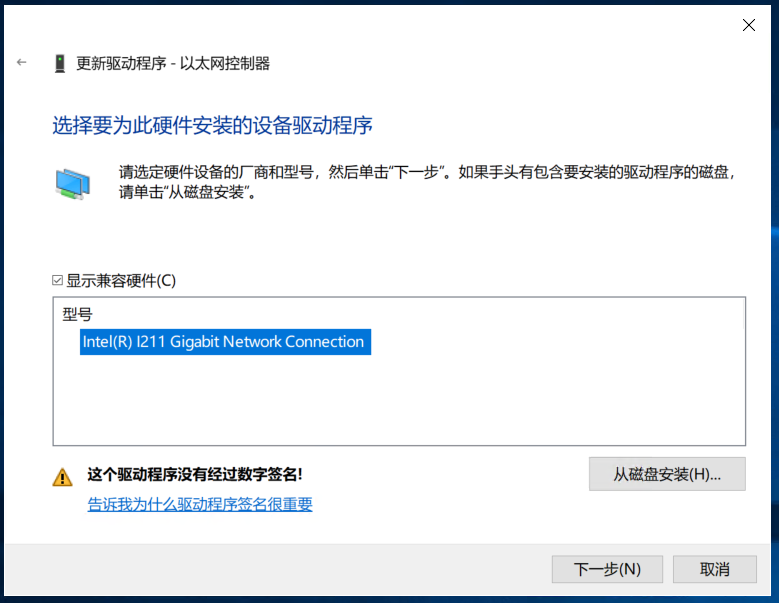 更新驱动程序 - 以太网控制器
选择要为此硬件安装的设备驱动程序
请选定硬件设备的厂商和型号，然后单击“下一步”。如果手头有包含要安装的驱动程序的磁盘，
请单击“从磁盘安装”。
显示兼容硬件(C)
型号
Intel(R) I211 Gigabit Network Connection
这个驱动程序没有经过数字签名!
从磁盘安装(H)...
告诉我为什么驱动程序签名很重要
下一步(N)
取消